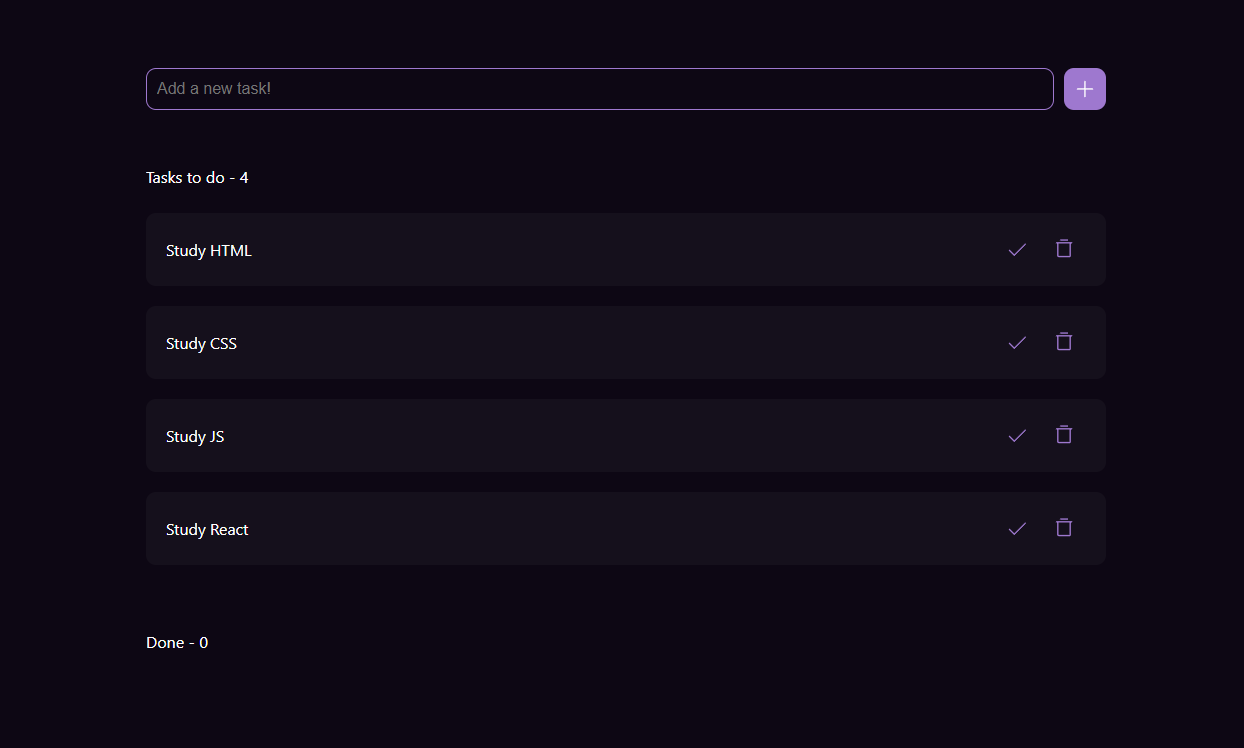 Add a new task!
Tasks to do - 4
Study HTML
Study CSS
Study JS
Study React
Done - 0